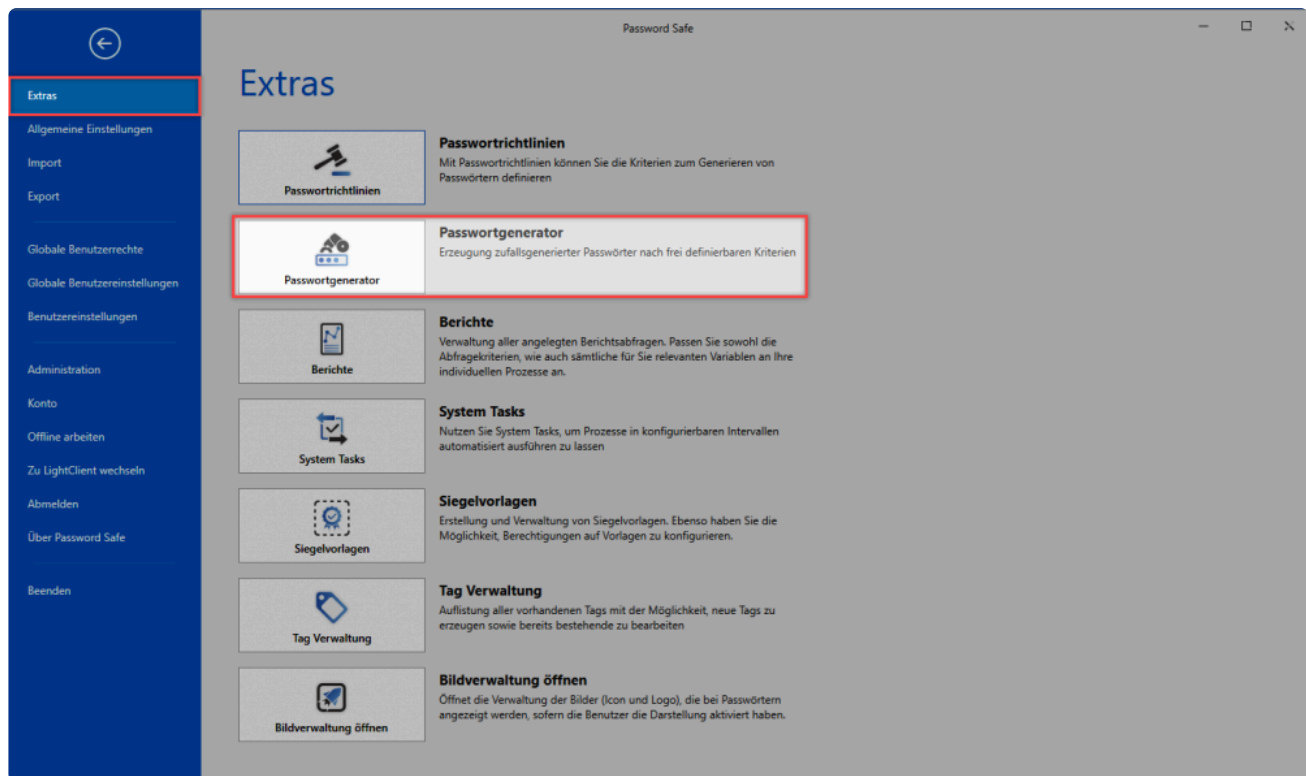 Password Safe
Extras
Allgemeine Einstellungen
Import
Export
Globale Benutzerrechte
Globale Benutzereinstellungen
Benutzereinstellungen
Administration
Konto
Offline arbeiten
Zu LightClient wechseln
Abmelden
Über Password Safe
Beenden
Extras
Passwortrichtlinien
Passwortrichtlinien
Mit Passwortrichtlinien können Sie die Kriterien zum Generieren von
Passwörtern definieren
Passwortgenerator
Passwortgenerator
Erzeugung zufallsgenerierter Passwörter nach frei definierbaren Kriterien
Berichte
Berichte
Verwaltung aller angelegten Berichtsabfragen. Passen Sie sowohl die
Abfragekriterien, wie auch sämtliche für Sie relevanten Variablen an Ihre
individuellen Prozesse an.
System Tasks
System Tasks
Nutzen Sie System Tasks, um Prozesse in konfigurierbaren Intervallen
automatisiert ausführen zu lassen
Siegelvorlagen
Siegelvorlagen
Erstellung und Verwaltung von Siegelvorlagen. Ebenso haben Sie die
Möglichkeit, Berechtigungen auf Vorlagen zu konfigurieren.
Tag Verwaltung
Tag Verwaltung
Auflistung aller vorhandenen Tags mit der Möglichkeit, neue Tags zu
erzeugen sowie bereits bestehende zu bearbeiten
Bildverwaltung öffnen
Bildverwaltung öffnen
Öffnet die Verwaltung der Bilder (Icon und Logo), die bei Passwörtern
angezeigt werden, sofern die Benutzer die Darstellung aktiviert haben.